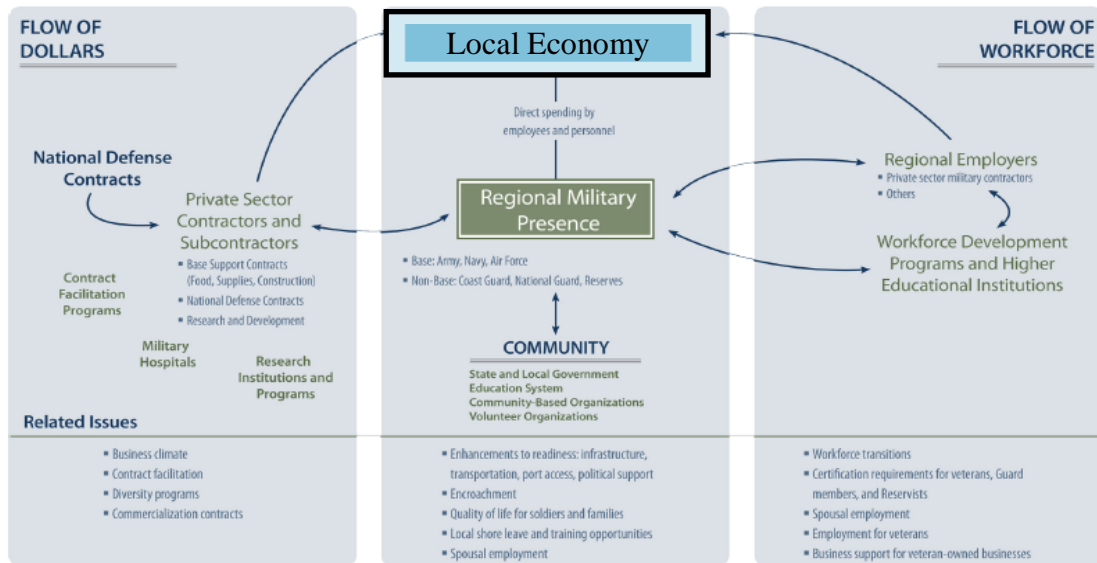 FLOW OF
DOLLARS
National Defense
Contracts
Private Sector
Contractors and
Subcontractors
▪ Base Support Contracts
(Food, Supplies, Construction)
▪ National Defense Contracts
▪ Research and Development
Contract
Facilitation
Programs
Military
Hospitals
Research
Institutions and
Programs
Local Economy
Direct spending by
employees and personnel
Regional Military
Presence
▪ Base: Army, Navy, Air Force
▪ Non-Base: Coast Guard, National Guard, Reserves
COMMUNITY
State and Local Government
Education System
Community-Based Organizations
Volunteer Organizations
FLOW OF
WORKFORCE
Regional Employers
▪ Private sector military contractors
▪ Others
Workforce Development
Programs and Higher
Educational Institutions
Related Issues
▪ Business climate
▪ Contract facilitation
▪ Diversity programs
▪ Commercialization contracts
▪ Enhancements to readiness: infrastructure,
transportation, port access, political support
▪ Encroachment
▪ Quality of life for soldiers and families
▪ Local shore leave and training opportunities
▪ Spousal employment
▪ Workforce transitions
▪ Certification requirements for veterans, Guard
members, and Reservists
▪ Spousal employment
▪ Employment for veterans
▪ Business support for veteran-owned businesses